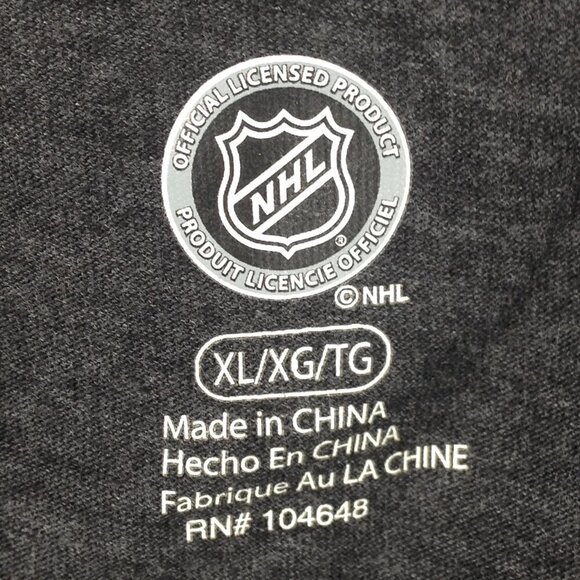 OFFICIAL LICENSED PRODUCT
NHL
®
PRODUIT LICENCIE OFFICIEL
©NHL
XL/XG/TG
Made in CHINA
Hecho En CHINA
Fabrique Au LA CHINE
RN# 104648